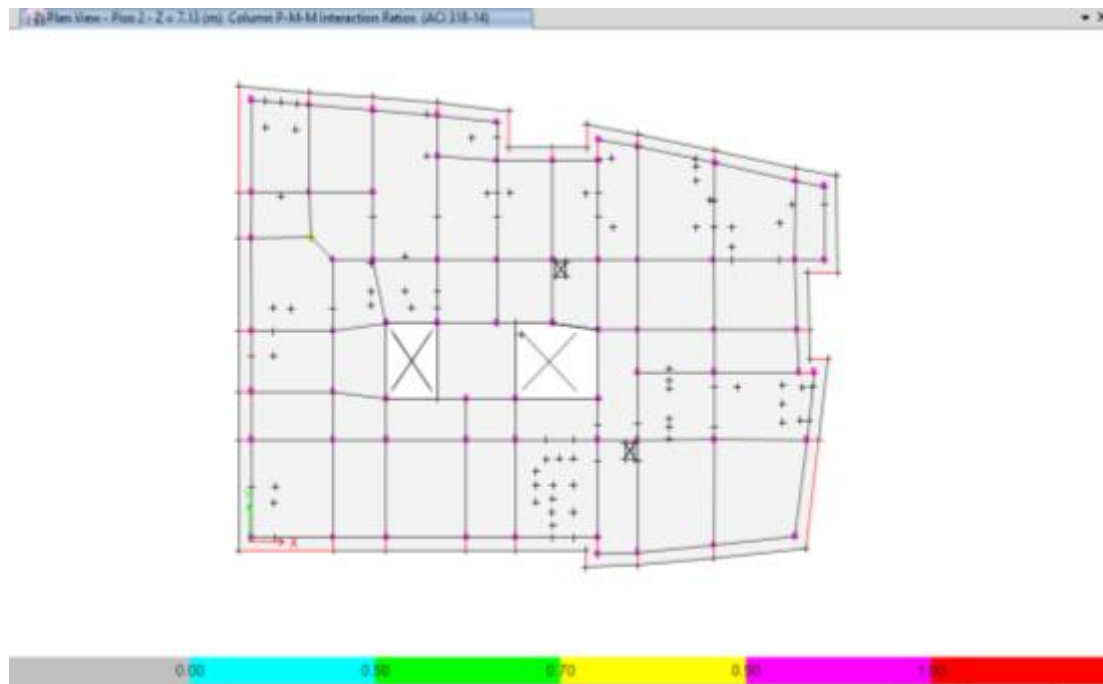 Plan View - Piso 2 - Z = 7.13 (m) Column P-M-M Interaction Ratios (ACI 318-14)
X
0.00 0.50 0.70 0.90 1.00